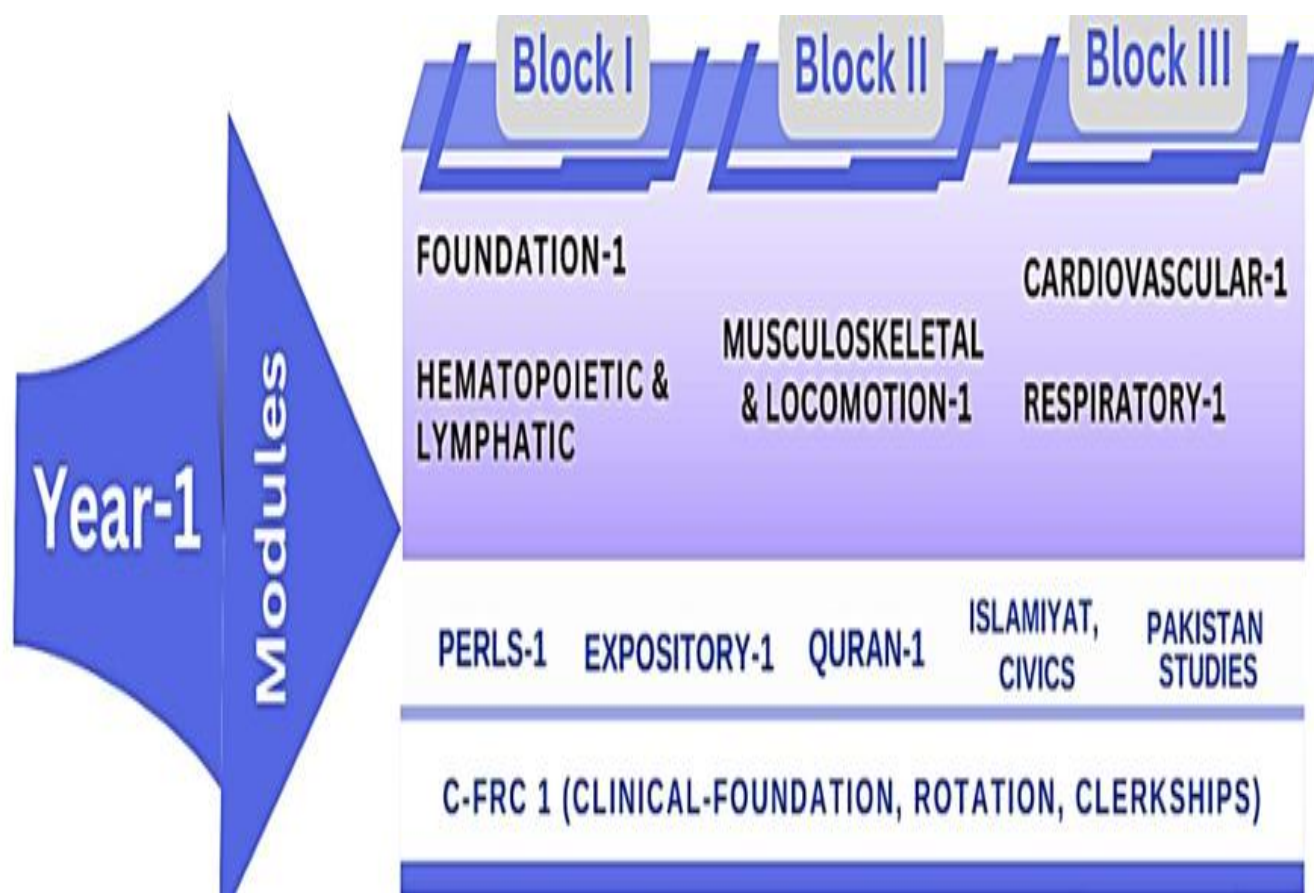 Block I
Block II
Block III
Year-1
Modules
FOUNDATION-1
HEMATOPOIETIC &
LYMPHATIC
MUSCULOSKELETAL
& LOCOMOTION-1
CARDIOVASCULAR-1
RESPIRATORY-1
PERLS-1
EXPOSITORY-1
QURAN-1
ISLAMIYAT,
CIVICS
PAKISTAN
STUDIES
C-FRC 1 (CLINICAL-FOUNDATION, ROTATION, CLERKSHIPS)